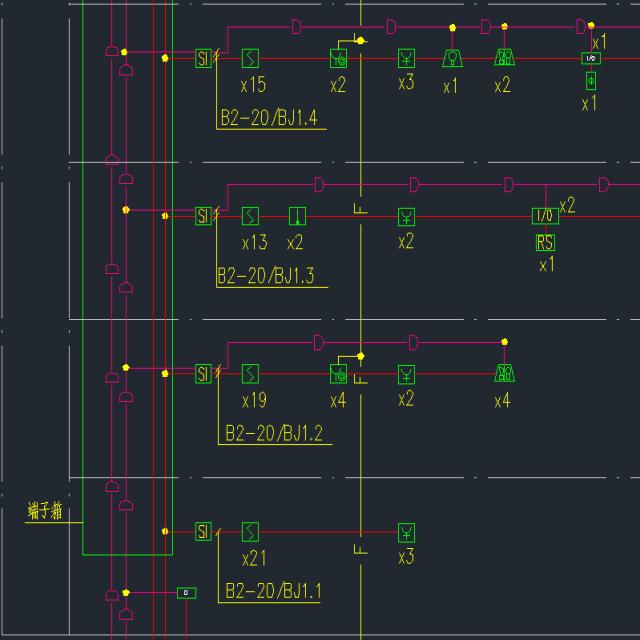 x1
SI
x15
x2
x3
x1
x2
I/O
x1
B2-20/BJ1.4
F
SI
x13
x2
x2
I/O
x2
RS
x1
B2-20/BJ1.3
F
SI
x19
x4
x2
x4
B2-20/BJ1.2
端子箱
F
SI
x21
x3
B2-20/BJ1.1